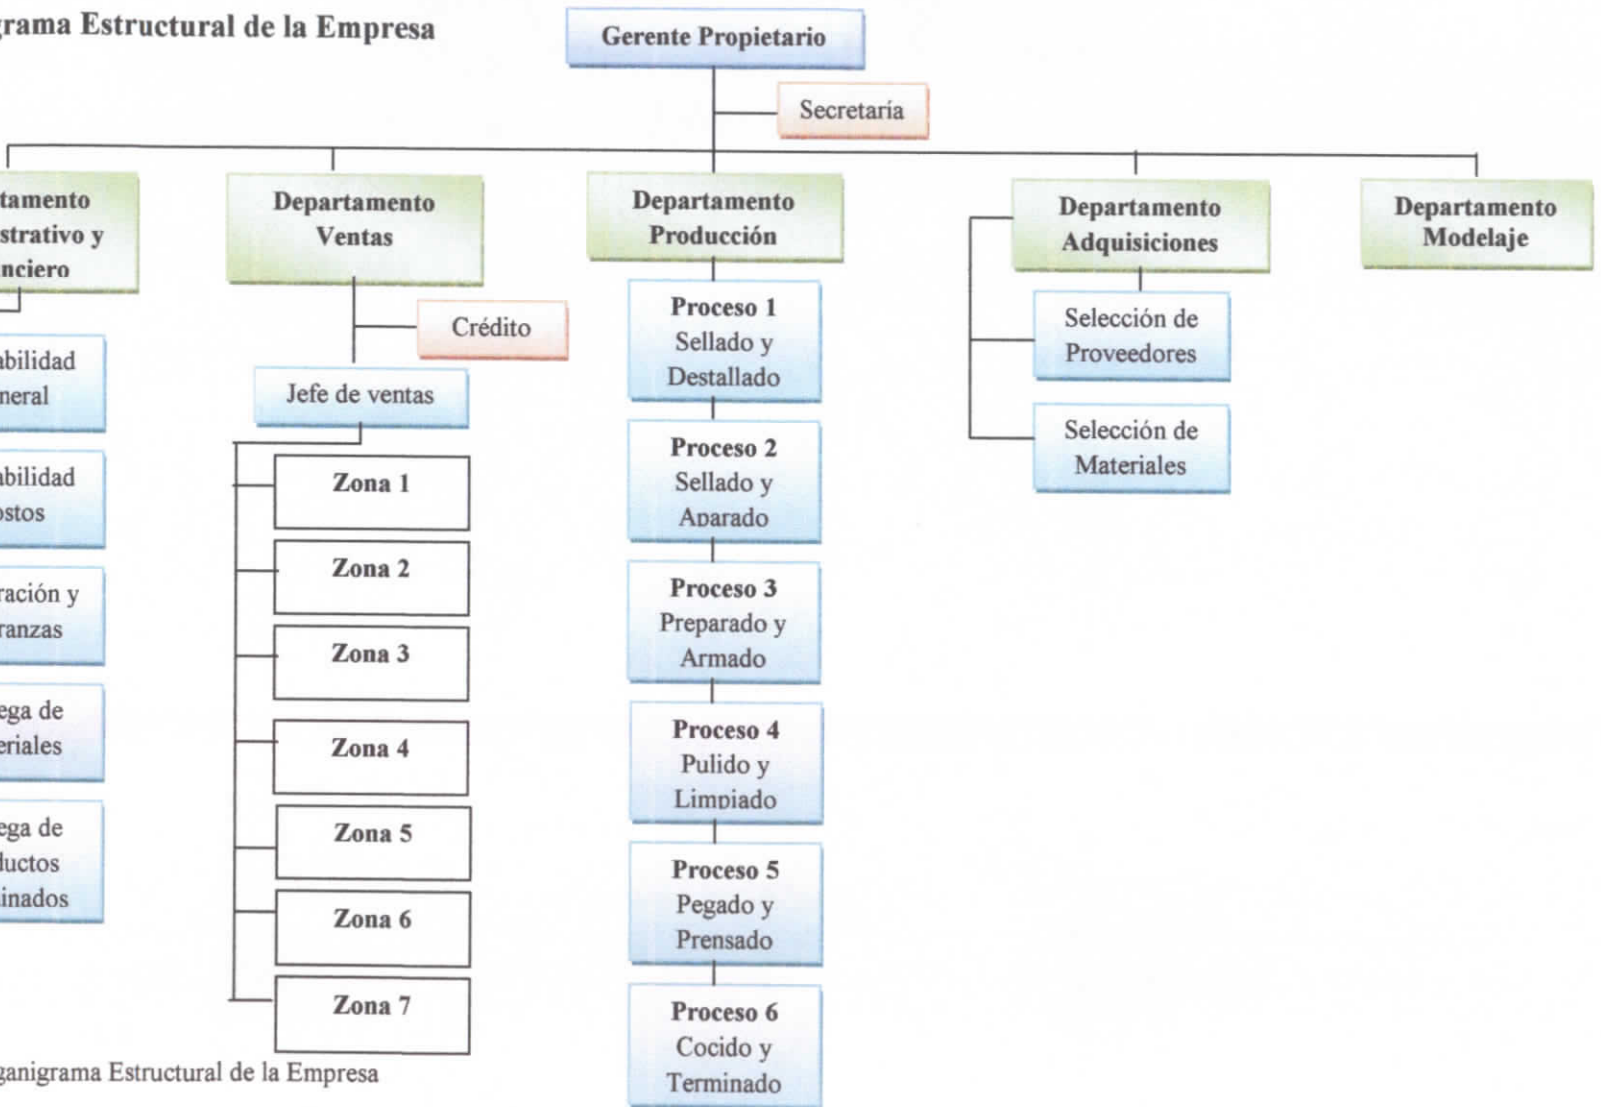 grama Estructural de la Empresa
Gerente Propietario
Secretaría
tamento
strativo y
nciero
abilidad
neral
abilidad
ostos
ración y
ranzas
ega de
eriales
ega de
ductos
inados
Departamento
Ventas
Crédito
Jefe de ventas
Zona 1
Zona 2
Zona 3
Zona 4
Zona 5
Zona 6
Zona 7
Departamento
Producción
Proceso 1
Sellado y
Destallado
Proceso 2
Sellado y
Aparado
Proceso 3
Preparado y
Armado
Proceso 4
Pulido y
Limpiado
Proceso 5
Pegado y
Prensado
Proceso 6
Cocido y
Terminado
Departamento
Adquisiciones
Selección de
Proveedores
Selección de
Materiales
Departamento
Modelaje
ganigrama Estructural de la Empresa